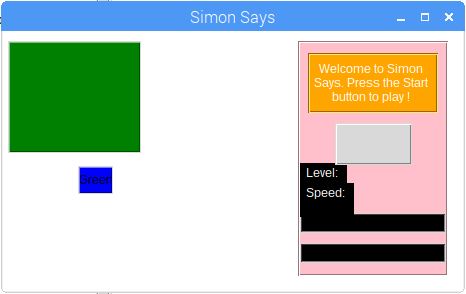 Simon Says
Welcome to Simon
Says. Press the Start
button to play !
Green
Level:
Speed: